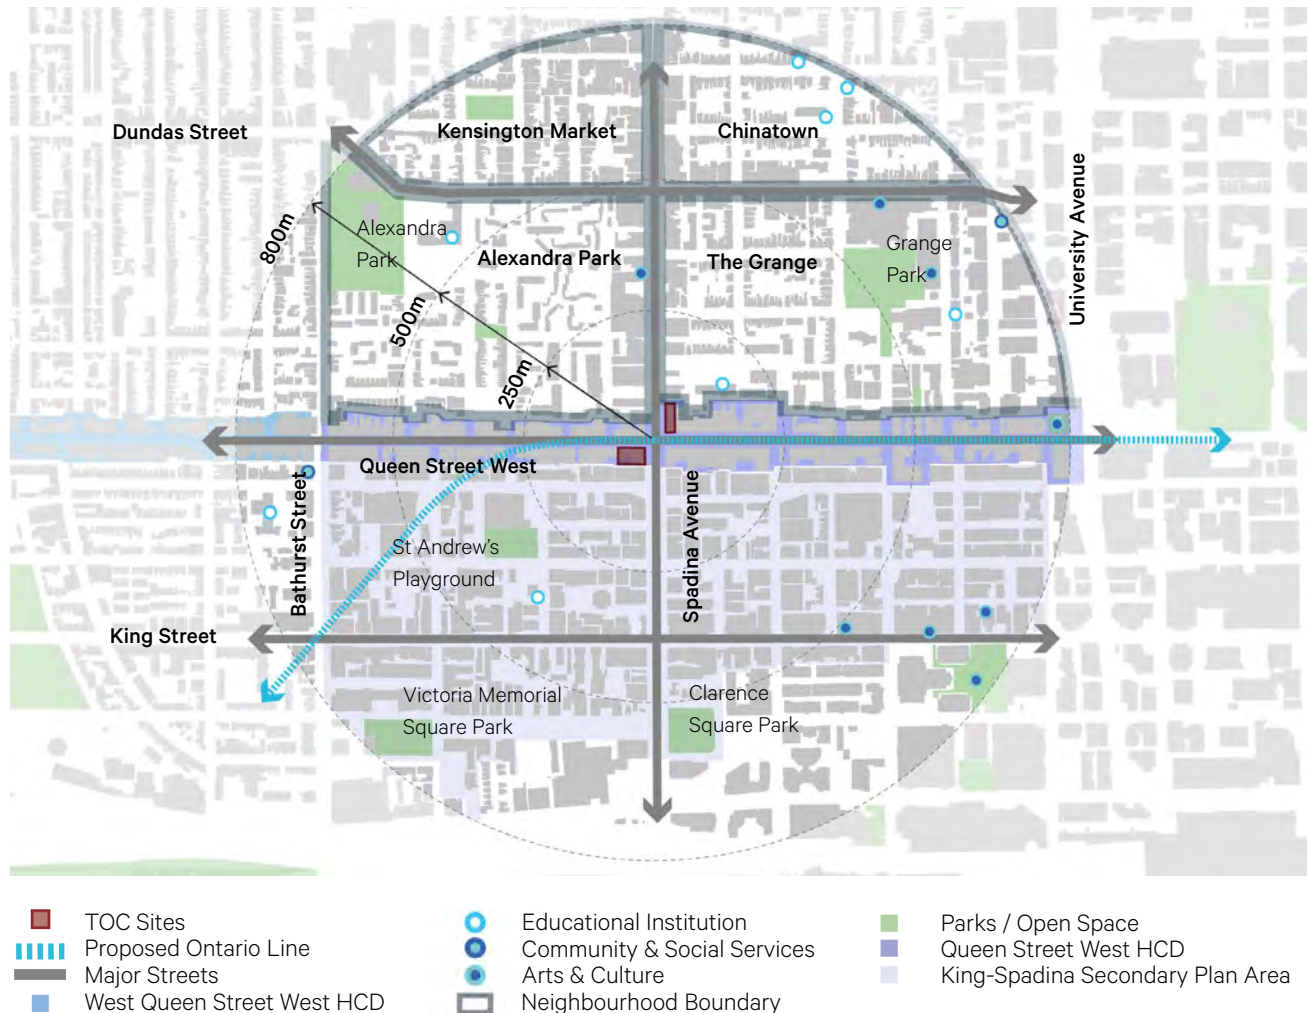 Dundas Street
Kensington Market
Chinatown
University Avenue
800m
Alexandra
Park
Alexandra Park
The Grange
Grange
Park
500m
250m
Queen Street West
Bathurst Street
Spadina Avenue
St Andrew's
Playground
King Street
Victoria Memorial
Square Park
Clarence
Square Park
TOC Sites
Proposed Ontario Line
Major Streets
West Queen Street West HCD
Educational Institution
Community & Social Services
Arts & Culture
Neighbourhood Boundary
Parks / Open Space
Queen Street West HCD
King-Spadina Secondary Plan Area